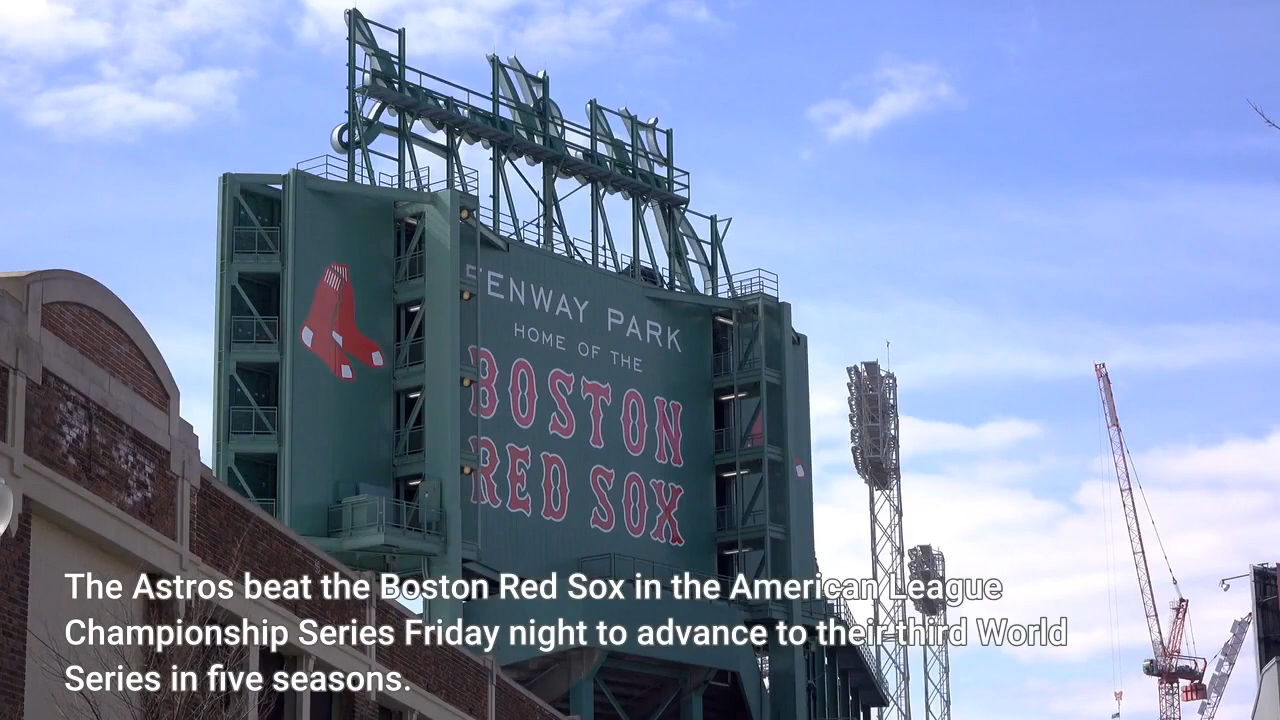 FENWAY PARK
HOME OF THE
BOSTON
RED SOX
The Astros beat the Boston Red Sox in the American League
Championship Series Friday night to advance to their third World
Series in five seasons.